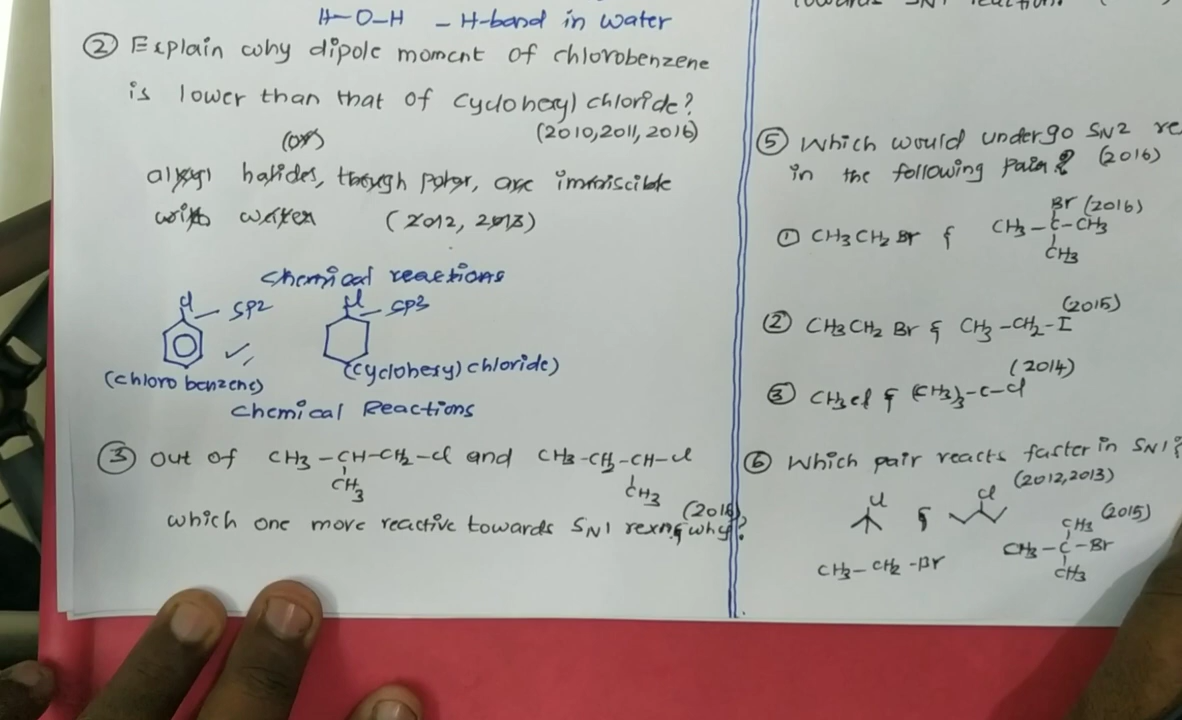 H-O-H - H-band in water
② Explain why dipole moment of chlorobenzene
is lower than that of cyclohexyl chloride?
(or) (2010, 2011, 2016)
alkyl halides, though polar, are immiscible
with water (2012, 2013)
chemical reactions
Cl - SP2 Cl - SP3
(chloro benzene) (cyclohexyl chloride)
Chemical Reactions
③ out of CH3-CH-CH2-Cl and CH3-CH2-CH-Cl
CH3 CH3
(2016)
which one more reactive towards SN1 rexn & why?
⑤ Which would undergo SN2 re
in the following pair? (2016)
Br (2016)
① CH3CH2Br & CH3-C-CH3
CH3
(2015)
② CH3CH2Br & CH3-CH2-I
(2014)
③ CH3Cl & (CH3)3-C-Cl
⑥ Which pair reacts faster in SN1?
(2012, 2013)
Cl & Cl
CH3 (2015)
CH3-CH2-Br CH3-C-Br
CH3